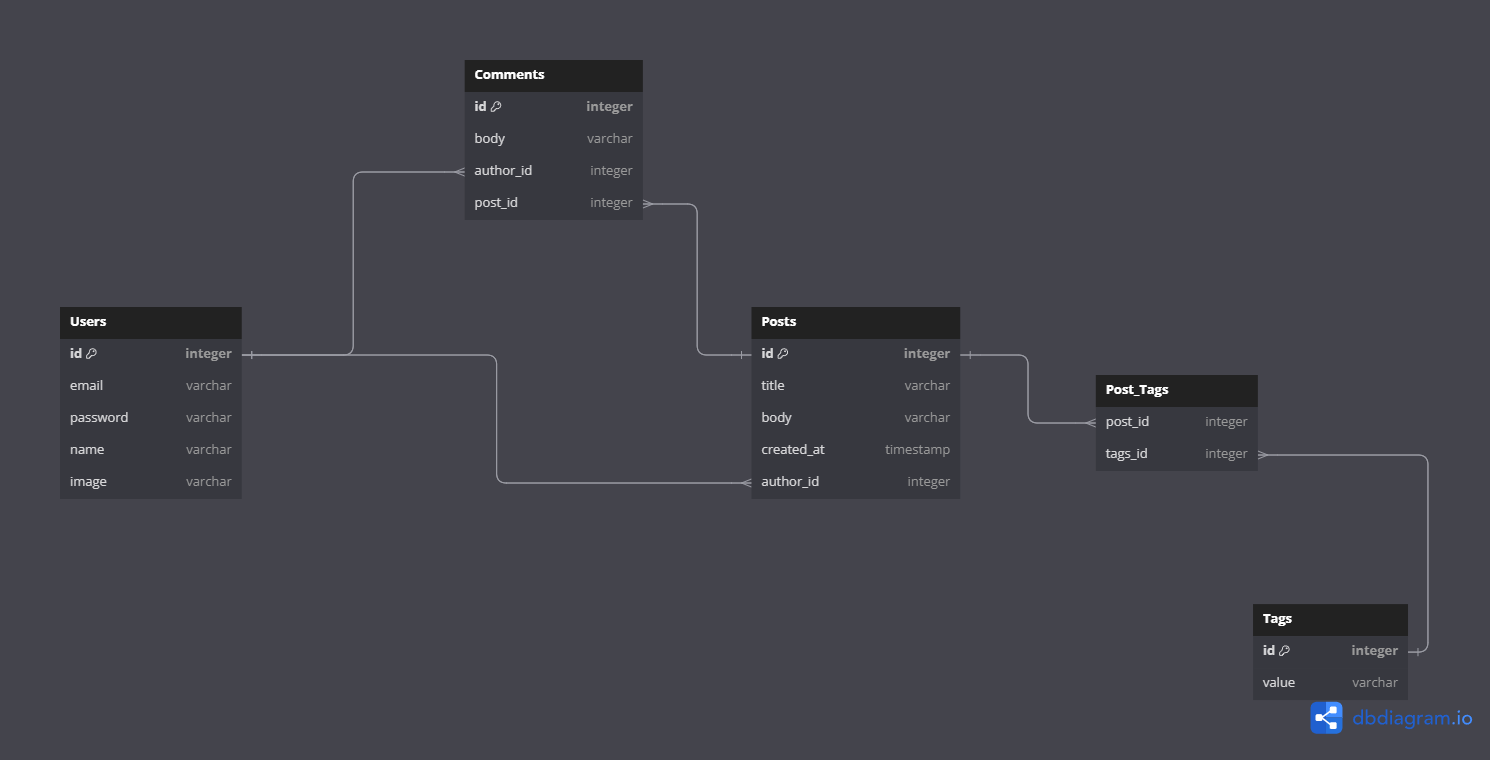 Comments
id integer
body varchar
author_id integer
post_id integer
Users
id integer
email varchar
password varchar
name varchar
image varchar
Posts
id integer
title varchar
body varchar
created_at timestamp
author_id integer
Post_Tags
post_id integer
tags_id integer
Tags
id integer
value varchar
dbdiagram.io